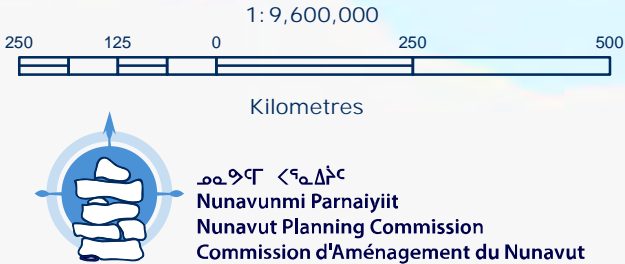 1:9,600,000
250 125 0 250 500
Kilometres
ᓄᓇᕗᑦᒥ ᐸᕐᓇᐃᔩᑦ
Nunavunmi Parnaiyiit
Nunavut Planning Commission
Commission d'Aménagement du Nunavut